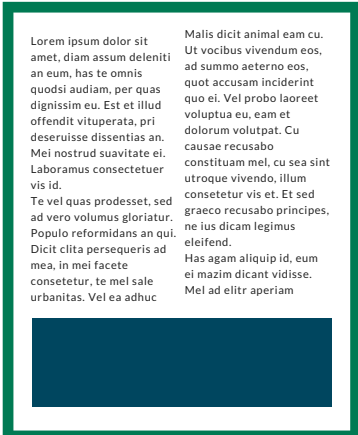 Lorem ipsum dolor sit
amet, diam assum deleniti
an eum, has te omnis
quodsi audiam, per quas
dignissim eu. Est et illud
offendit vituperata, pri
deseruisse dissentias an.
Mei nostrud suavitate ei.
Laboramus consectetuer
vis id.
Te vel quas prodesset, sed
ad vero volumus gloriatur.
Populo reformidans an qui.
Dicit clita persequeris ad
mea, in mei facete
consetetur, te mel sale
urbanitas. Vel ea adhuc
Malis dicit animal eam cu.
Ut vocibus vivendum eos,
ad summo aeterno eos,
quot accusam inciderint
quo ei. Vel probo laoreet
voluptua eu, eam et
dolorum volutpat. Cu
causae recusabo
constituam mel, cu sea sint
utroque vivendo, illum
consetetur vis et. Et sed
graeco recusabo principes,
ne ius dicam legimus
eleifend.
Has agam aliquip id, eum
ei mazim dicant vidisse.
Mel ad elitr aperiam